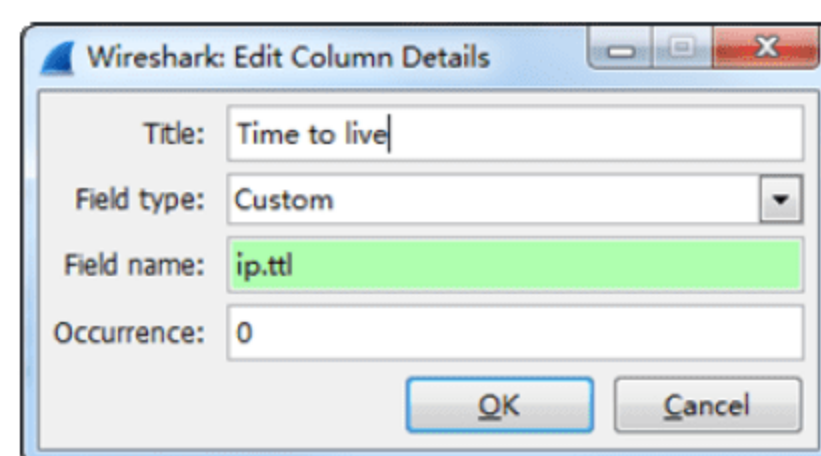 Wireshark: Edit Column Details
Title: Time to live
Field type: Custom
Field name: ip.ttl
Occurrence: 0
OK Cancel